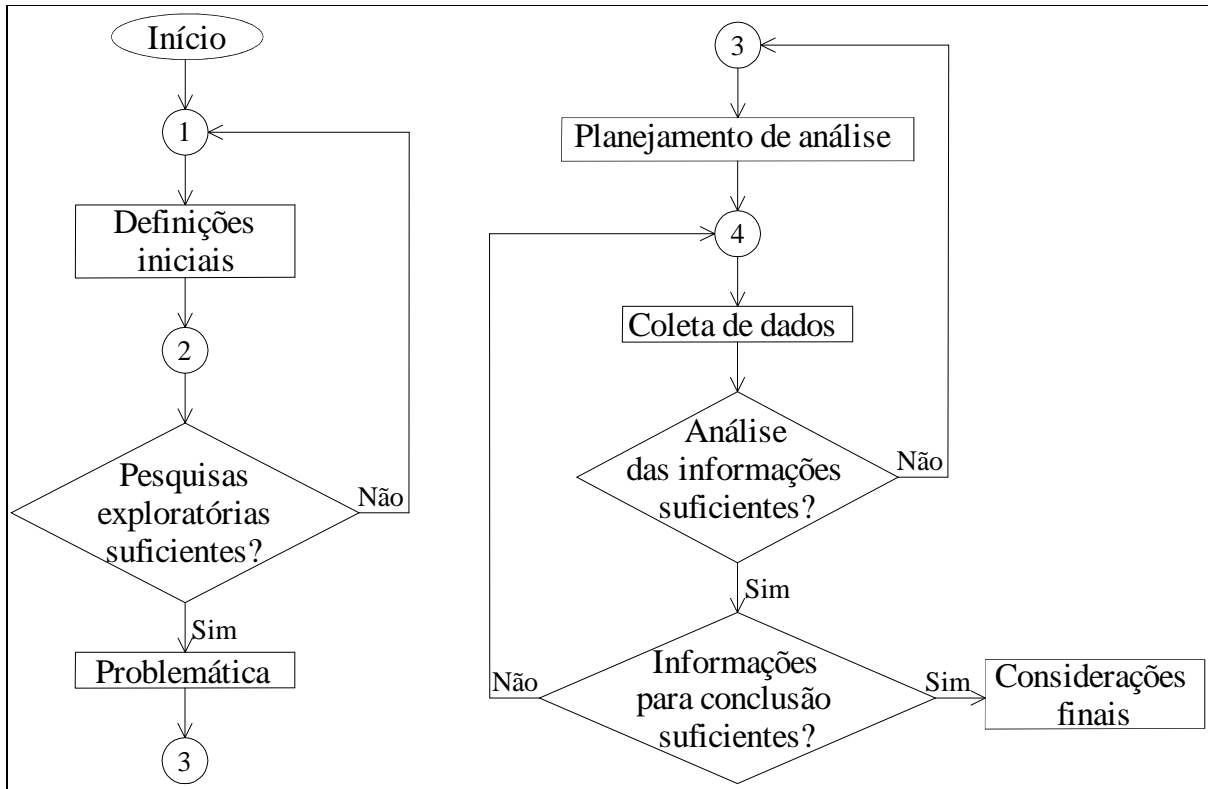 Início
1
Definições
iniciais
2
Pesquisas
exploratórias
suficientes?
Não
Sim
Problemática
3
3
Planejamento de análise
4
Coleta de dados
Análise
das informações
suficientes?
Não
Sim
Informações
para conclusão
suficientes?
Não
Sim
Considerações
finais